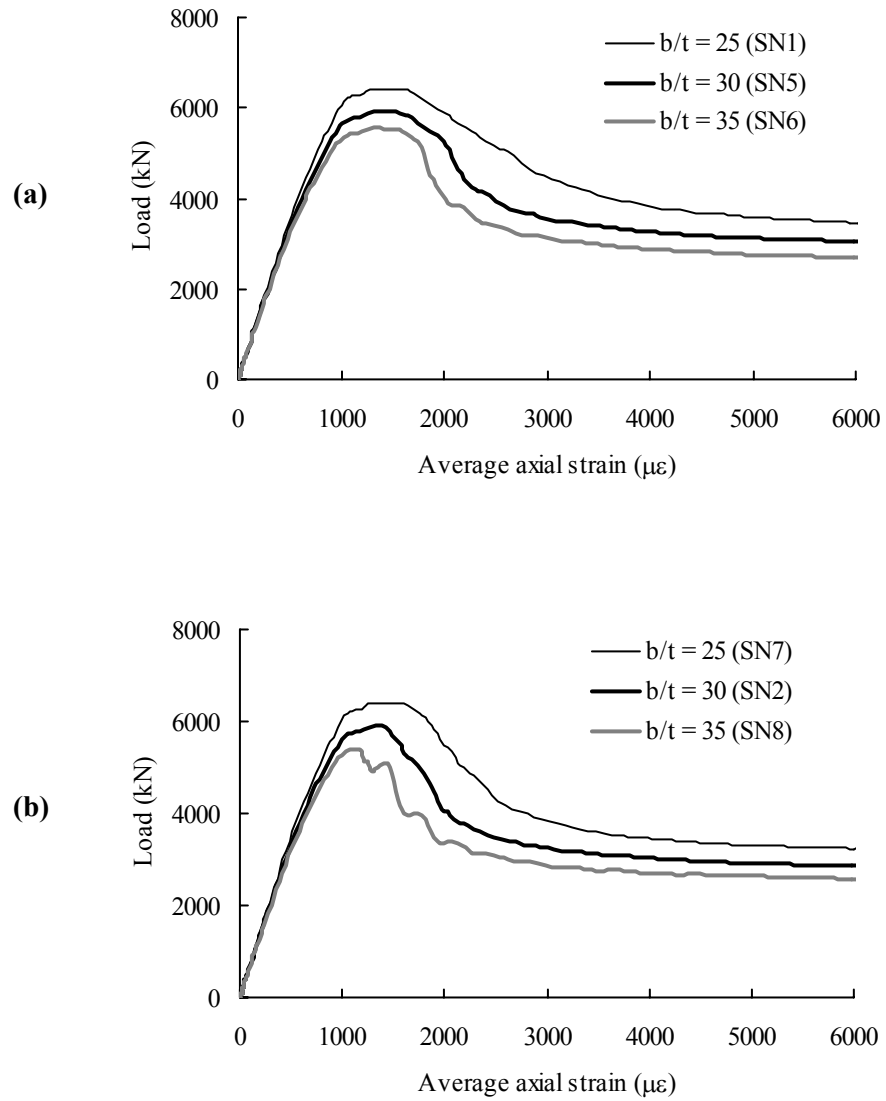 (a)
Load (kN)
8000
6000
4000
2000
0
b/t = 25 (SN1)
b/t = 30 (SN5)
b/t = 35 (SN6)
0 1000 2000 3000 4000 5000 6000
Average axial strain (με)
(b)
Load (kN)
8000
6000
4000
2000
0
b/t = 25 (SN7)
b/t = 30 (SN2)
b/t = 35 (SN8)
0 1000 2000 3000 4000 5000 6000
Average axial strain (με)